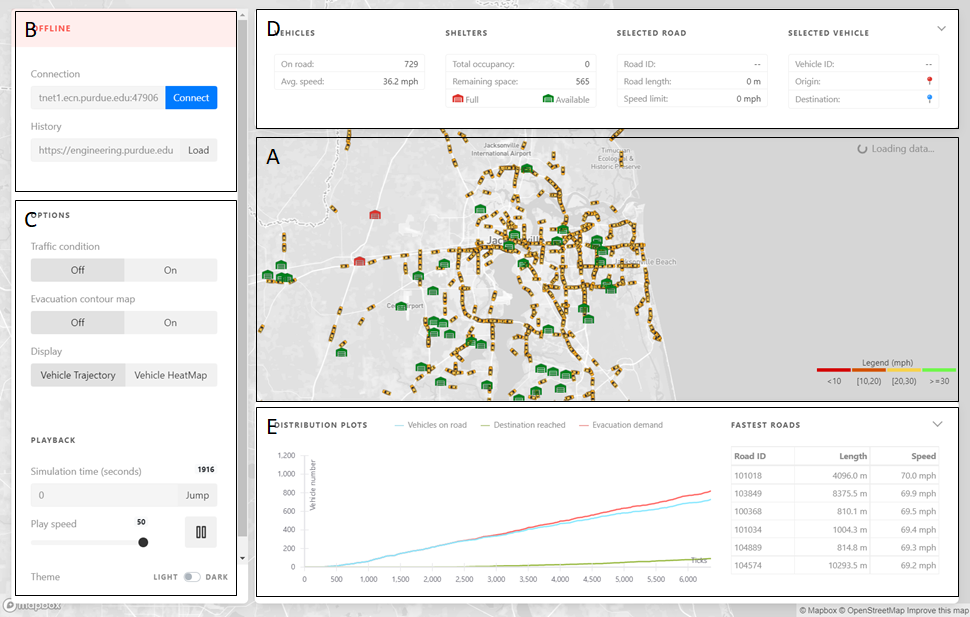 B
OFFLINE
Connection
tnet1.ecn.purdue.edu:47906 Connect
History
https://engineering.purdue.edu Load
C
OPTIONS
Traffic condition
Off On
Evacuation contour map
Off On
Display
Vehicle Trajectory Vehicle HeatMap
PLAYBACK
Simulation time (seconds) 1916
0 Jump
Play speed 50
Theme LIGHT DARK
mapbox
D
VEHICLES
On road: 729
Avg. speed: 36.2 mph
SHELTERS
Total occupancy: 0
Remaining space: 565
Full Available
SELECTED ROAD
Road ID: --
Road length: 0 m
Speed limit: 0 mph
SELECTED VEHICLE
Vehicle ID: --
Origin:
Destination:
A
Loading data...
Jacksonville
International Airport
Timucuan
Ecological &
Historic Preserve
Jacksonville
Jacksonville Beach
Legend (mph)
<10 [10,20) [20,30) >=30
E
DISTRIBUTION PLOTS
Vehicles on road Destination reached Evacuation demand
Vehicle number
1,200
1,000
800
600
400
200
0
0 500 1,000 1,500 2,000 2,500 3,000 3,500 4,000 4,500 5,000 5,500 6,000
Ticks
FASTEST ROADS
Road ID Length Speed
101018 4096.0 m 70.0 mph
103849 8375.5 m 69.9 mph
100368 810.1 m 69.5 mph
101034 1004.3 m 69.4 mph
104889 814.8 m 69.3 mph
104574 10293.5 m 69.2 mph
© Mapbox © OpenStreetMap Improve this map